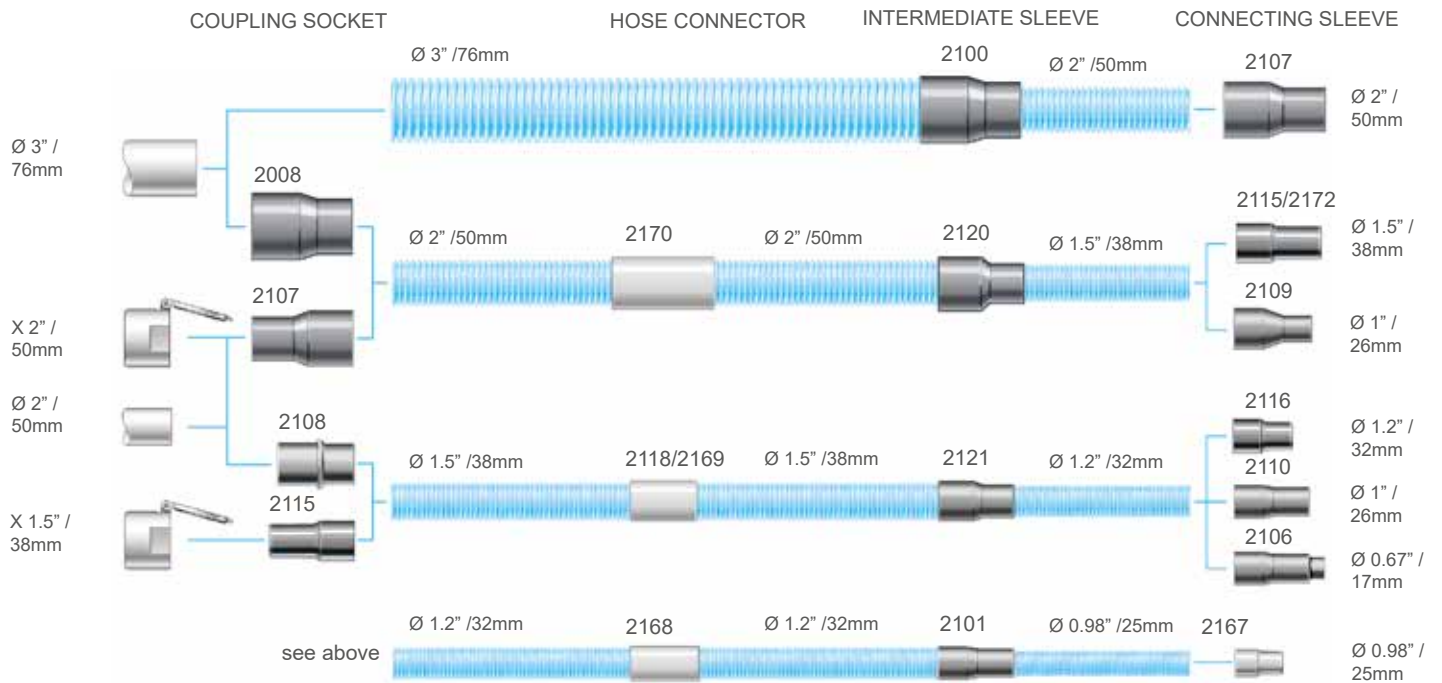 COUPLING SOCKET HOSE CONNECTOR INTERMEDIATE SLEEVE CONNECTING SLEEVE
Ø 3” /76mm 2100 Ø 2” /50mm 2107
Ø 2” /
50mm
Ø 3” /
76mm
2008
2115/2172
Ø 2” /50mm 2170 Ø 2” /50mm 2120 Ø 1.5” /38mm
Ø 1.5” /
38mm
2107
2109
X 2” /
50mm
Ø 1” /
26mm
Ø 2” /
50mm
2116
2108
Ø 1.2” /
32mm
Ø 1.5” /38mm 2118/2169 Ø 1.5” /38mm 2121 Ø 1.2” /32mm
2110
Ø 1” /
26mm
2115
X 1.5” /
38mm
2106
Ø 0.67” /
17mm
Ø 1.2” /32mm 2168 Ø 1.2” /32mm 2101 Ø 0.98” /25mm 2167
see above
Ø 0.98” /
25mm